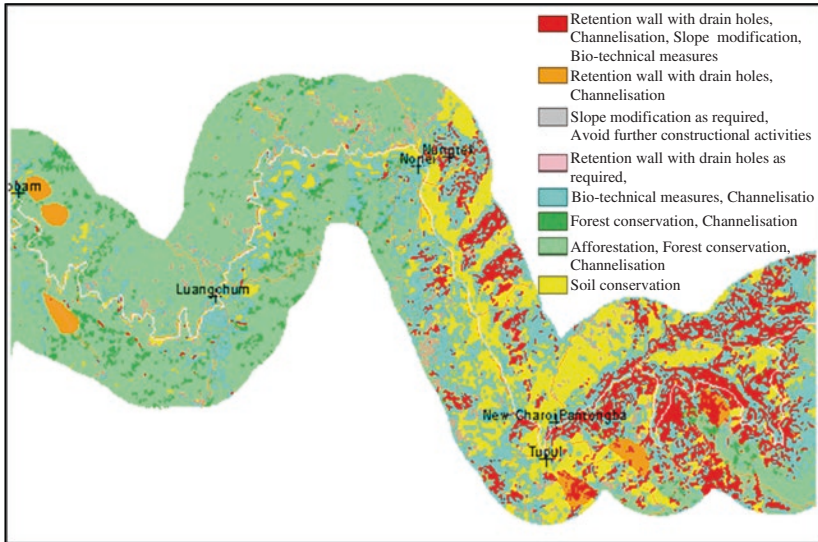 Retention wall with drain holes,
Channelisation, Slope modification,
Bio-technical measures
Retention wall with drain holes,
Channelisation
Slope modification as required,
Avoid further constructional activities
Retention wall with drain holes as
required,
Bio-technical measures, Channelisatio
Forest conservation, Channelisation
Afforestation, Forest conservation,
Channelisation
Soil conservation
obam
Luangchum
New Charoi Pandongba
Tupul